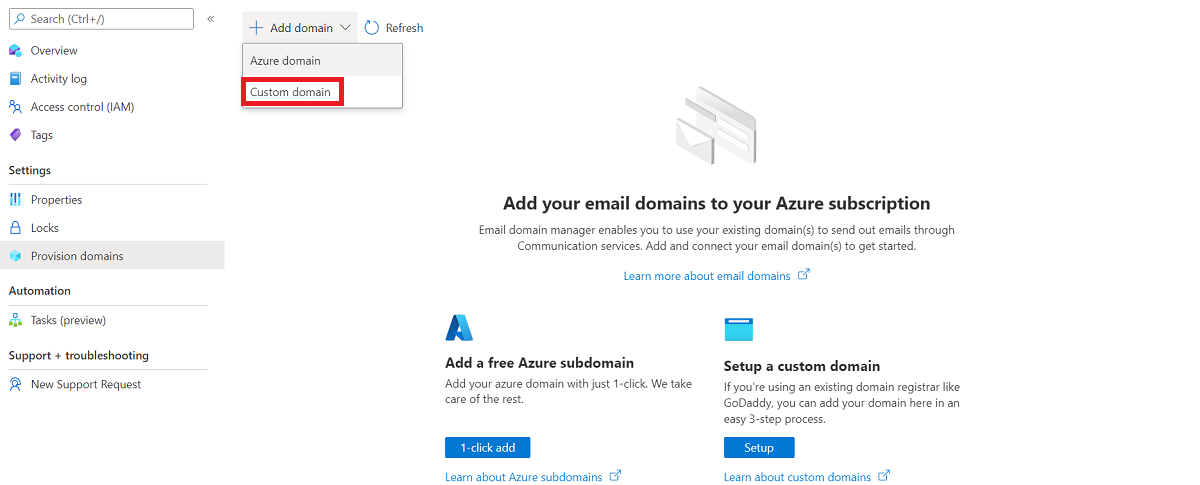 Search (Ctrl+/)
«
Overview
Activity log
Access control (IAM)
Tags
Settings
Properties
Locks
Provision domains
Automation
Tasks (preview)
Support + troubleshooting
New Support Request
Add domain
Refresh
Azure domain
Custom domain
Add your email domains to your Azure subscription
Email domain manager enables you to use your existing domain(s) to send out emails through
Communication services. Add and connect your email domain(s) to get started.
Learn more about email domains
Add a free Azure subdomain
Add your azure domain with just 1-click. We take
care of the rest.
1-click add
Learn about Azure subdomains
Setup a custom domain
If you're using an existing domain registrar like
GoDaddy, you can add your domain here in an
easy 3-step process.
Setup
Learn about custom domains